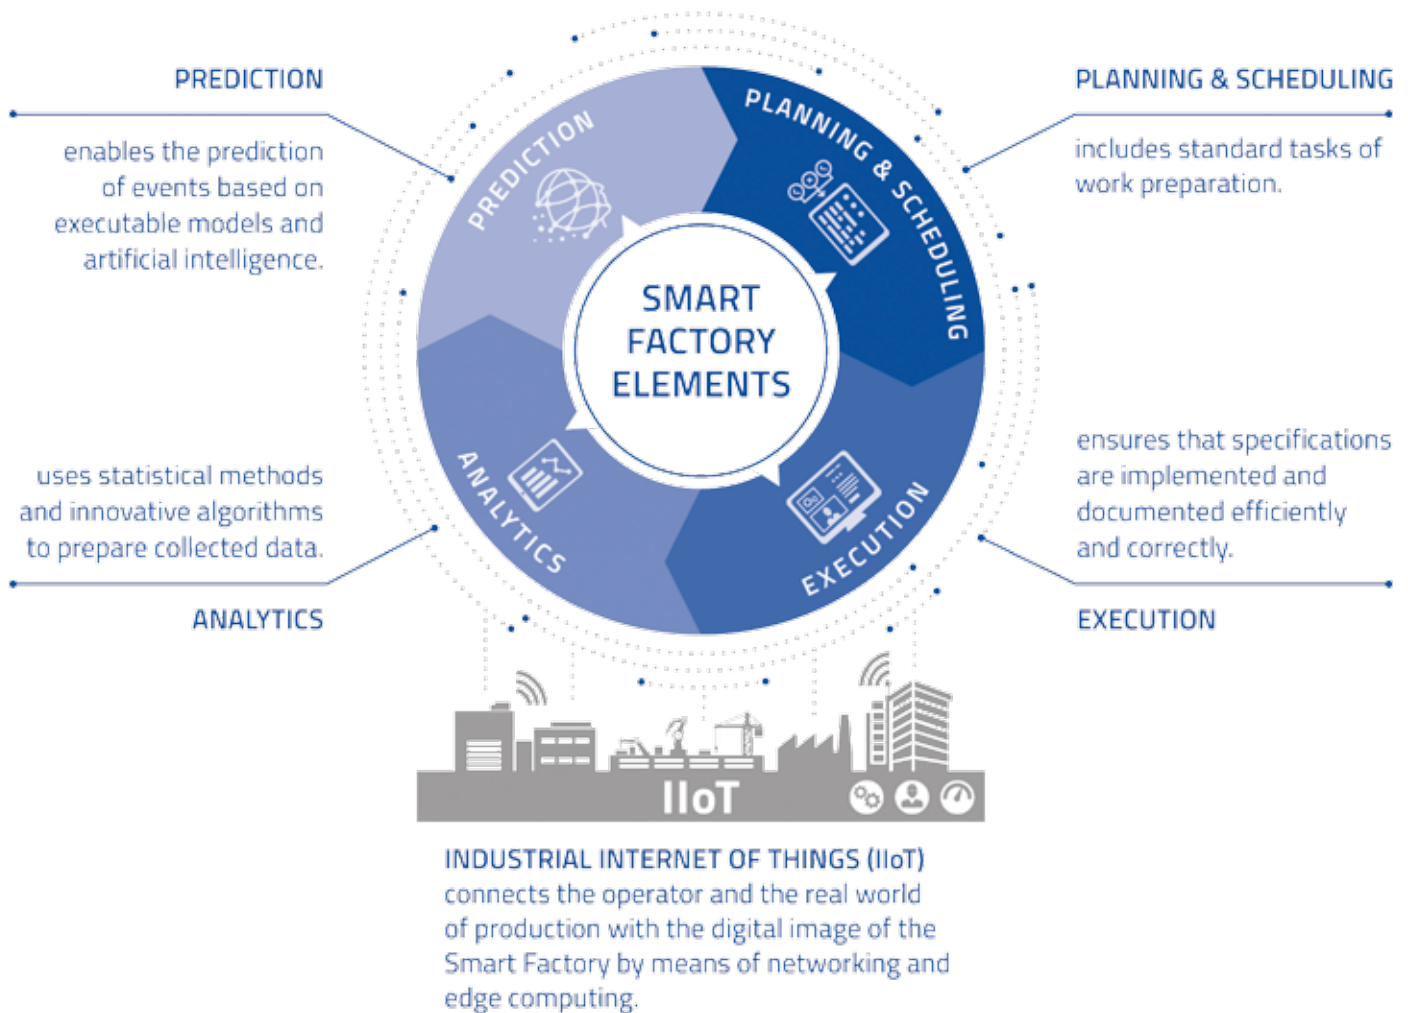 PREDICTION
enables the prediction
of events based on
executable models and
artificial intelligence.
PLANNING & SCHEDULING
includes standard tasks of
work preparation.
PREDICTION
PLANNING & SCHEDULING
SMART
FACTORY
ELEMENTS
ANALYTICS
EXECUTION
uses statistical methods
and innovative algorithms
to prepare collected data.
ANALYTICS
ensures that specifications
are implemented and
documented efficiently
and correctly.
EXECUTION
IIoT
INDUSTRIAL INTERNET OF THINGS (IIoT)
connects the operator and the real world
of production with the digital image of the
Smart Factory by means of networking and
edge computing.